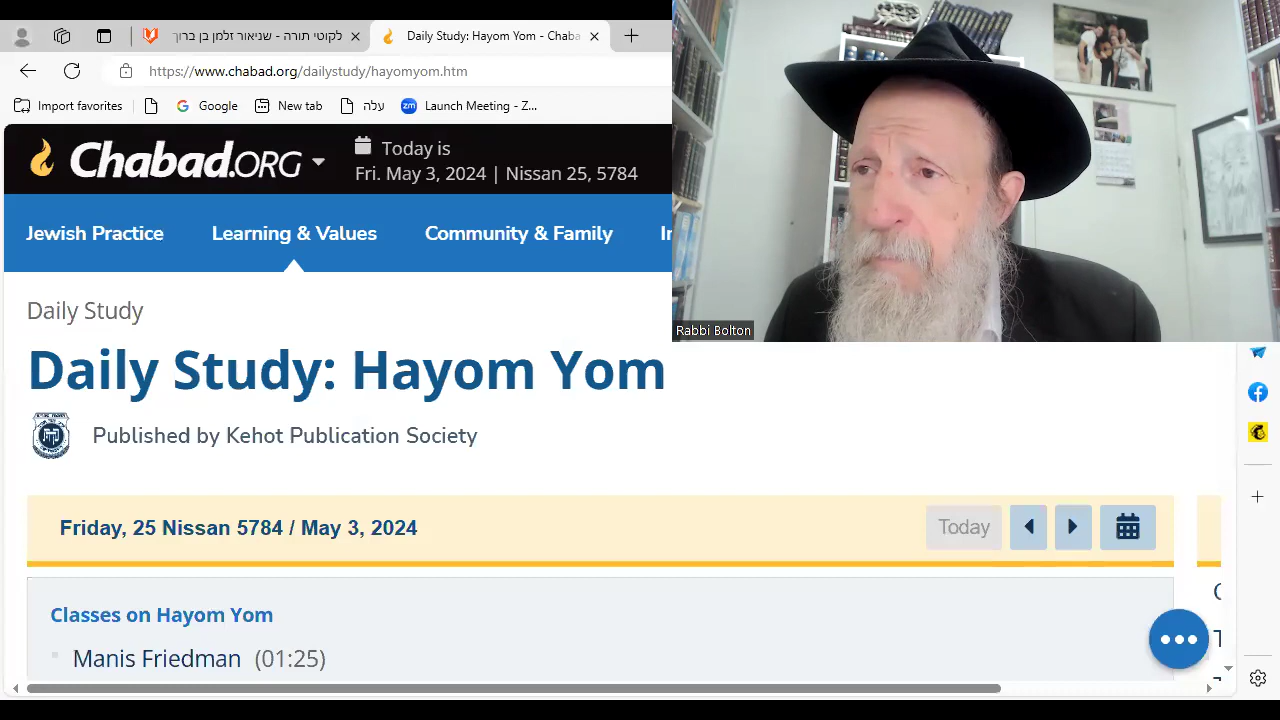 לקוטי תורה - שניאור זלמן בן ברוך
Daily Study: Hayom Yom - Chaba
https://www.chabad.org/dailystudy/hayomyom.htm
Import favorites
Google
New tab
עלה
zm
Launch Meeting - Z...
Chabad.ORG
Today is
Fri. May 3, 2024 | Nissan 25, 5784
Jewish Practice
Learning & Values
Community & Family
Rabbi Bolton
Daily Study
Daily Study: Hayom Yom
Published by Kehot Publication Society
Friday, 25 Nissan 5784 / May 3, 2024
Today
Classes on Hayom Yom
Manis Friedman (01:25)